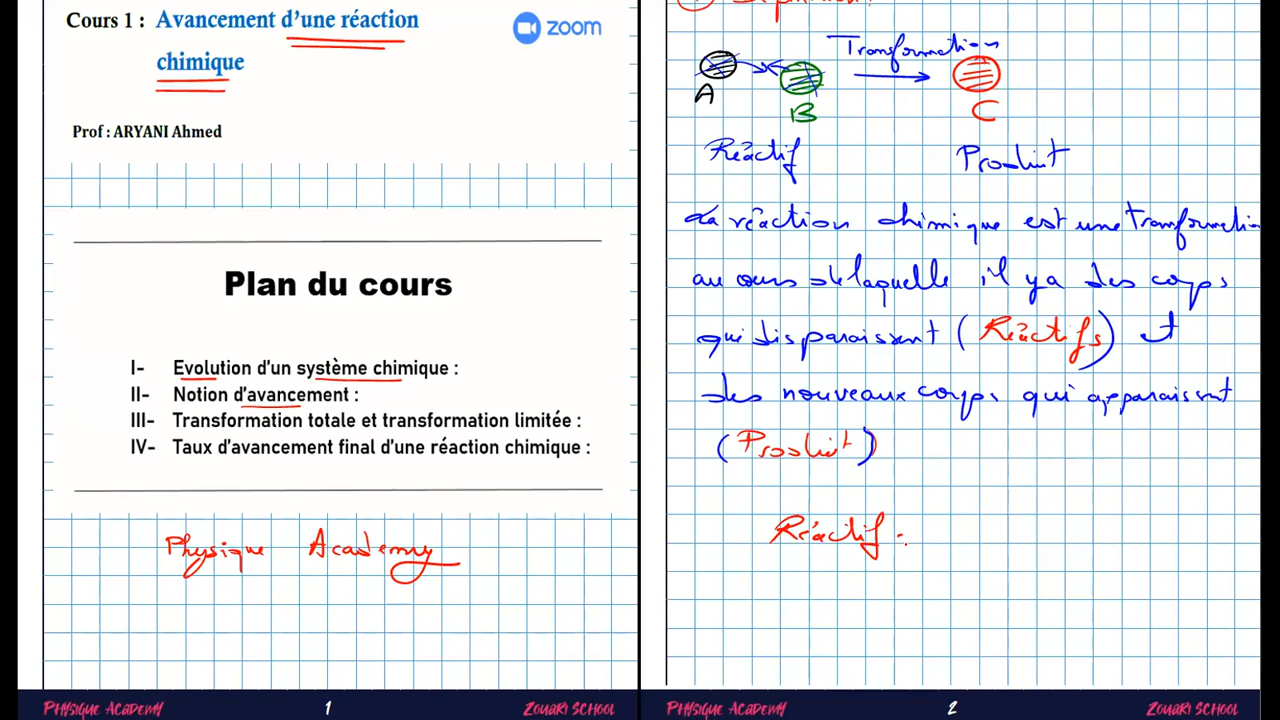 Cours 1 : Avancement d'une réaction
chimique
zoom
Prof : ARYANI Ahmed
Plan du cours
I- Evolution d'un système chimique :
II- Notion d'avancement :
III- Transformation totale et transformation limitée :
IV- Taux d'avancement final d'une réaction chimique :
Physique Academy
PHYSIQUE ACADEMY 1 ZOUARI SCHOOL
Transformation
A B C
Réactif Produit
La réaction chimique est une transformation
au cours de laquelle il y a des corps
qui disparaissent (Réactifs) et
des nouveaux corps qui apparaissent
(Produit)
Réactif
PHYSIQUE ACADEMY 2 ZOUARI SCHOOL